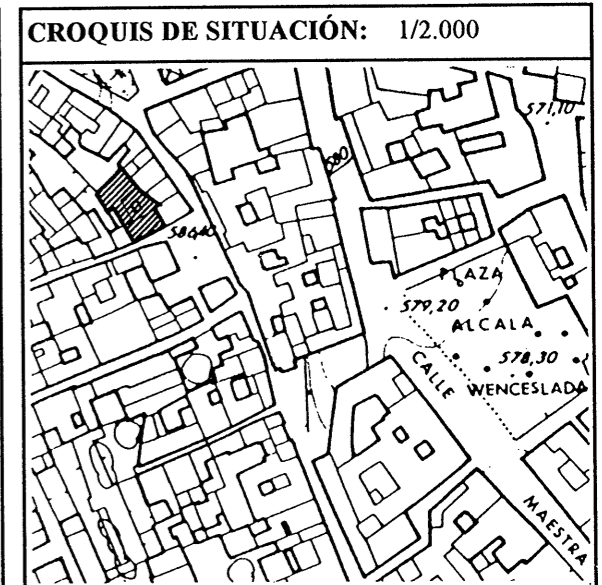 CROQUIS DE SITUACIÓN: 1/2.000
571,10
580
586,40
PLAZA
579,20
ALCALA
CALLE
578,30
WENCESLADA
MAESTRA